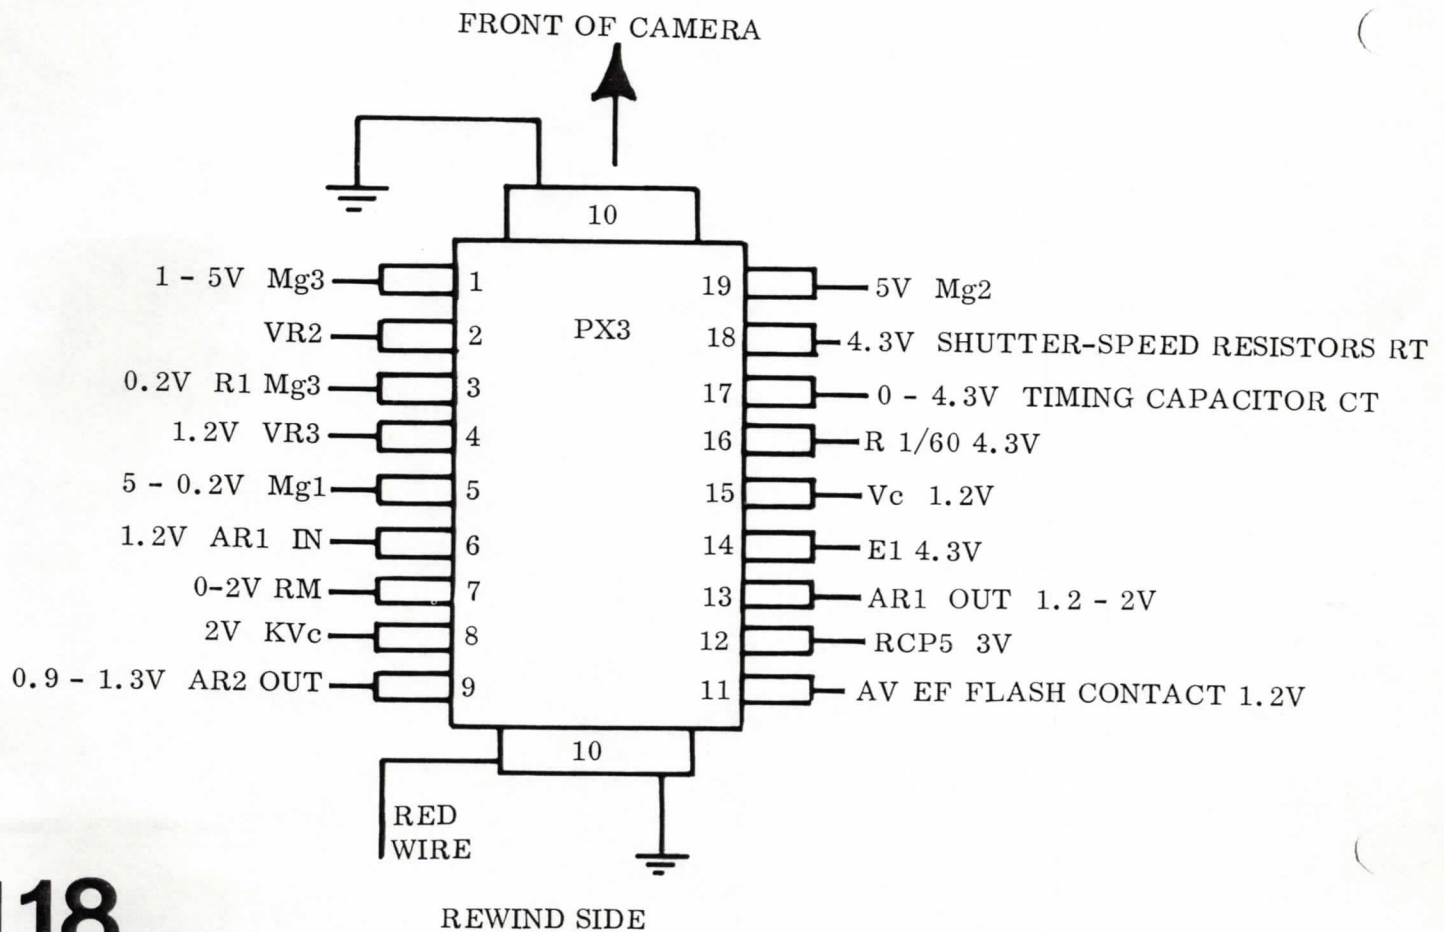 FRONT OF CAMERA
10
1 - 5V Mg3 1
19 5V Mg2
PX3
VR2 2
18 4.3V SHUTTER-SPEED RESISTORS RT
0.2V R1 Mg3 3
17 0 - 4.3V TIMING CAPACITOR CT
1.2V VR3 4
16 R 1/60 4.3V
5 - 0.2V Mg1 5
15 Vc 1.2V
1.2V AR1 IN 6
14 E1 4.3V
0-2V RM 7
13 AR1 OUT 1.2 - 2V
2V KVc 8
12 RCP5 3V
0.9 - 1.3V AR2 OUT 9
11 AV EF FLASH CONTACT 1.2V
10
RED
WIRE
REWIND SIDE
118